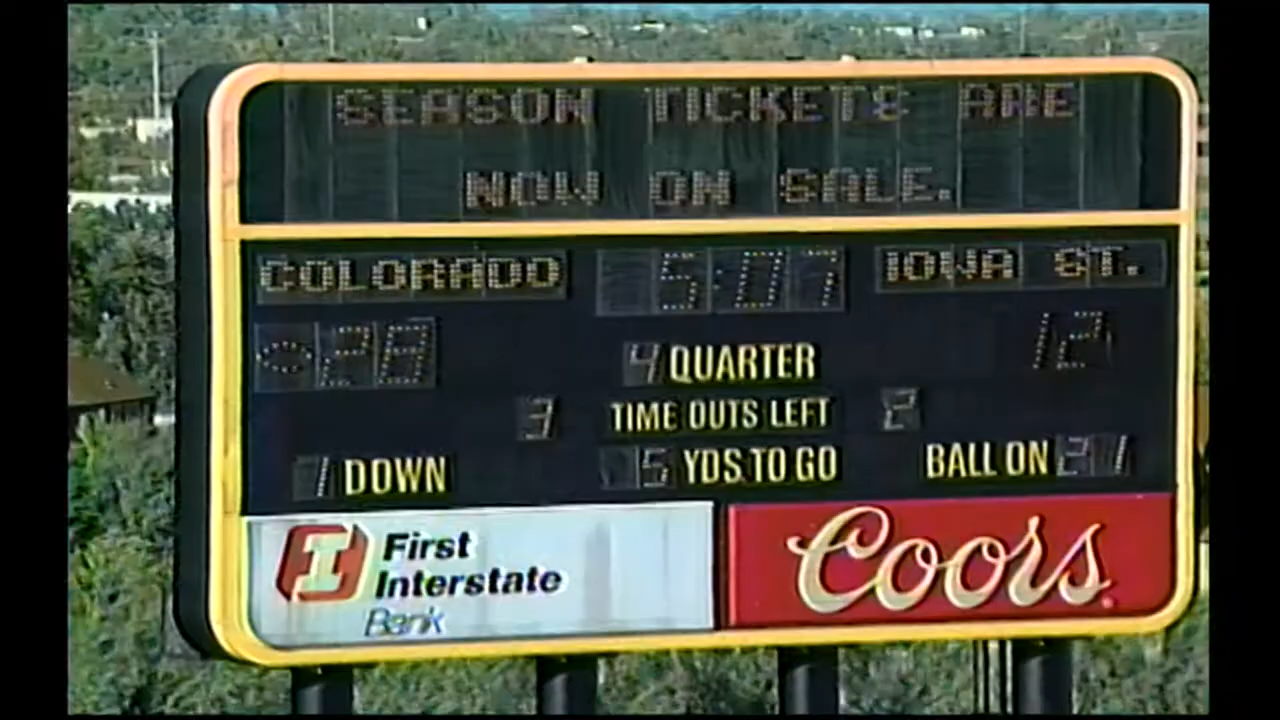 SEASON TICKETS ARE
NOW ON SALE.
COLORADO 5:07 IOWA ST.
28 4 QUARTER 12
3 TIME OUTS LEFT 2
1 DOWN 5 YDS TO GO BALL ON 21
I First
Interstate
Bank
Coors